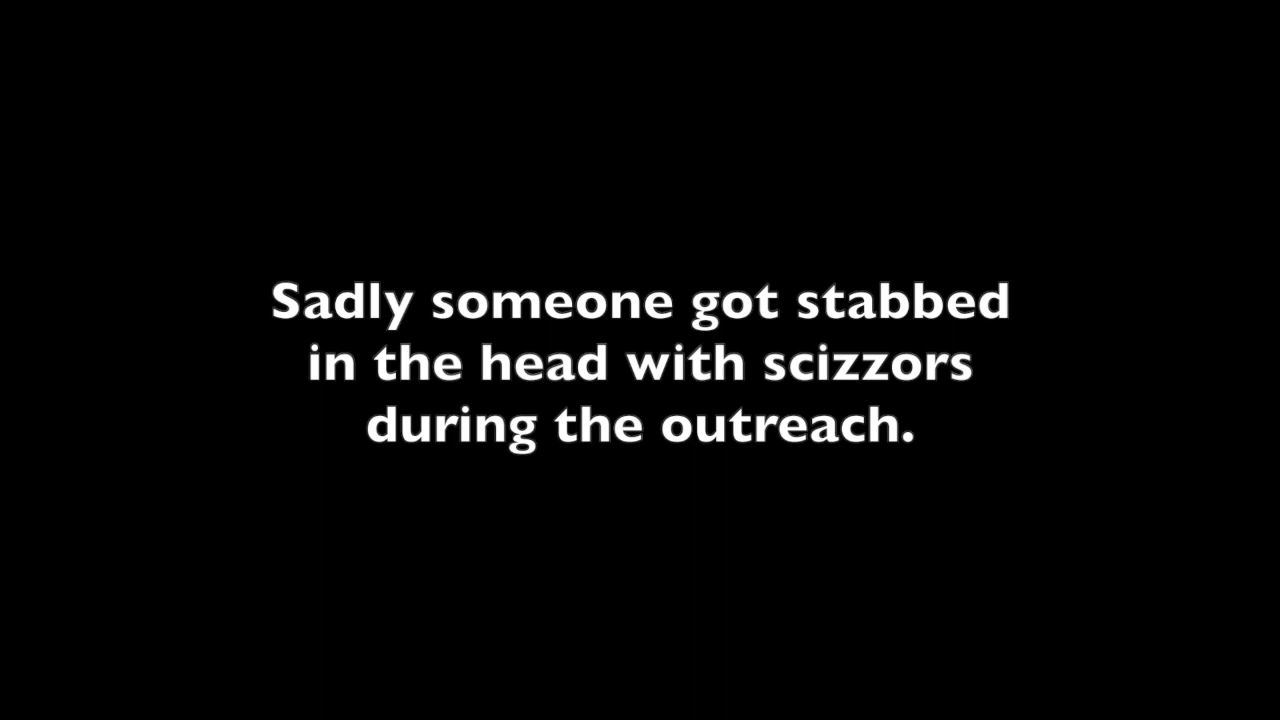 Sadly someone got stabbed
in the head with scizzors
during the outreach.